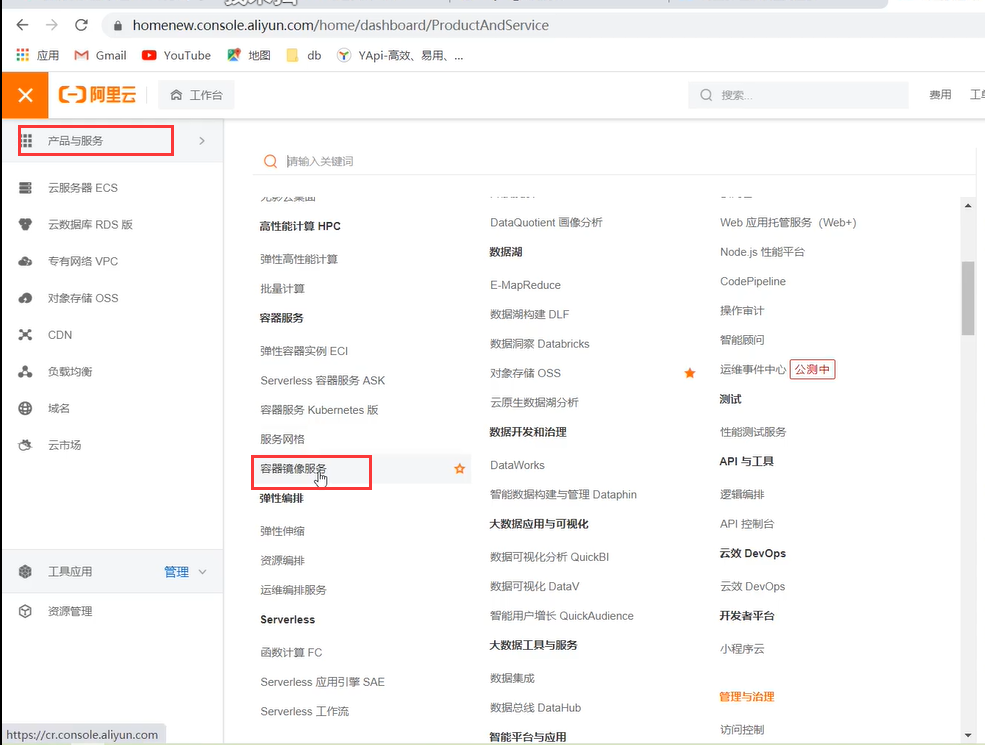 homenew.console.aliyun.com/home/dashboard/ProductAndService
应用 Gmail YouTube 地图 db YApi-高效、易用、...
阿里云 工作台 搜索... 费用
产品与服务
云服务器 ECS
云数据库 RDS 版
专有网络 VPC
对象存储 OSS
CDN
负载均衡
域名
云市场
工具应用 管理
资源管理
请输入关键词
高性能计算 HPC
弹性高性能计算
批量计算
容器服务
弹性容器实例 ECI
Serverless 容器服务 ASK
容器服务 Kubernetes 版
服务网格
容器镜像服务
弹性编排
弹性伸缩
资源编排
运维编排服务
Serverless
函数计算 FC
Serverless 应用引擎 SAE
Serverless 工作流
DataQuotient 画像分析
数据湖
E-MapReduce
数据湖构建 DLF
数据洞察 Databricks
对象存储 OSS
云原生数据湖分析
数据开发和治理
DataWorks
智能数据构建与管理 Dataphin
大数据应用与可视化
数据可视化分析 QuickBI
数据可视化 DataV
智能用户增长 QuickAudience
大数据工具与服务
数据集成
数据总线 DataHub
智能平台与应用
Web 应用托管服务（Web+）
Node.js 性能平台
CodePipeline
操作审计
智能顾问
运维事件中心 公测中
测试
性能测试服务
API 与工具
逻辑编排
API 控制台
云效 DevOps
云效 DevOps
开发者平台
小程序云
管理与治理
访问控制
https://cr.console.aliyun.com